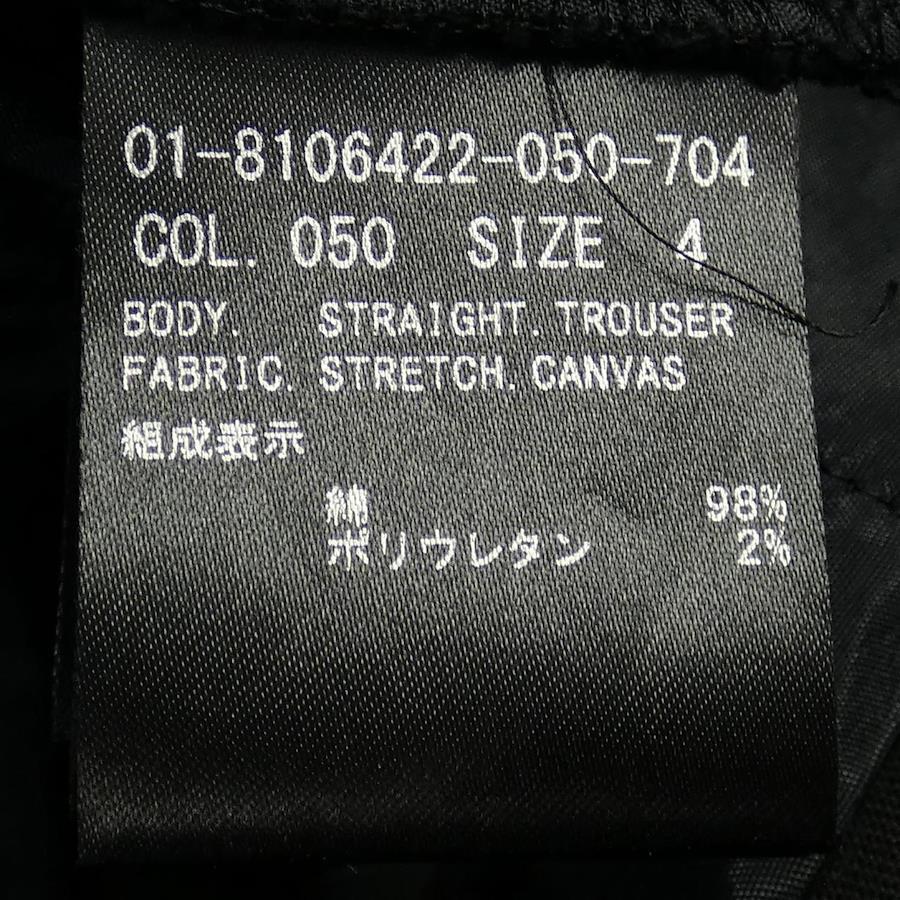 01-8106422-050-704
COL. 050 SIZE 4
BODY. STRAIGHT. TROUSER
FABRIC. STRETCH. CANVAS
組成表示
綿 98%
ポリウレタン 2%